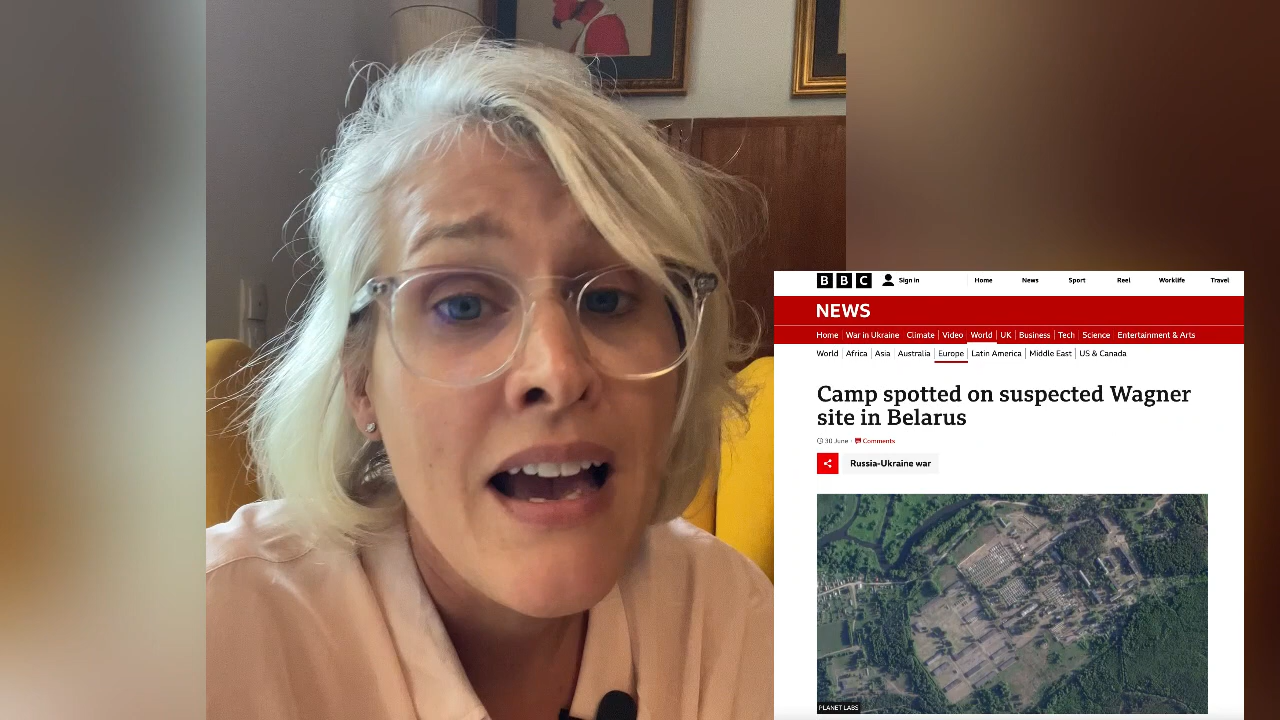 BBC Sign in Home News Sport Reel Worklife Travel
NEWS
Home War in Ukraine Climate Video World UK Business Tech Science Entertainment & Arts
World Africa Asia Australia Europe Latin America Middle East US & Canada
Camp spotted on suspected Wagner
site in Belarus
30 June · Comments
Russia-Ukraine war
PLANET LABS